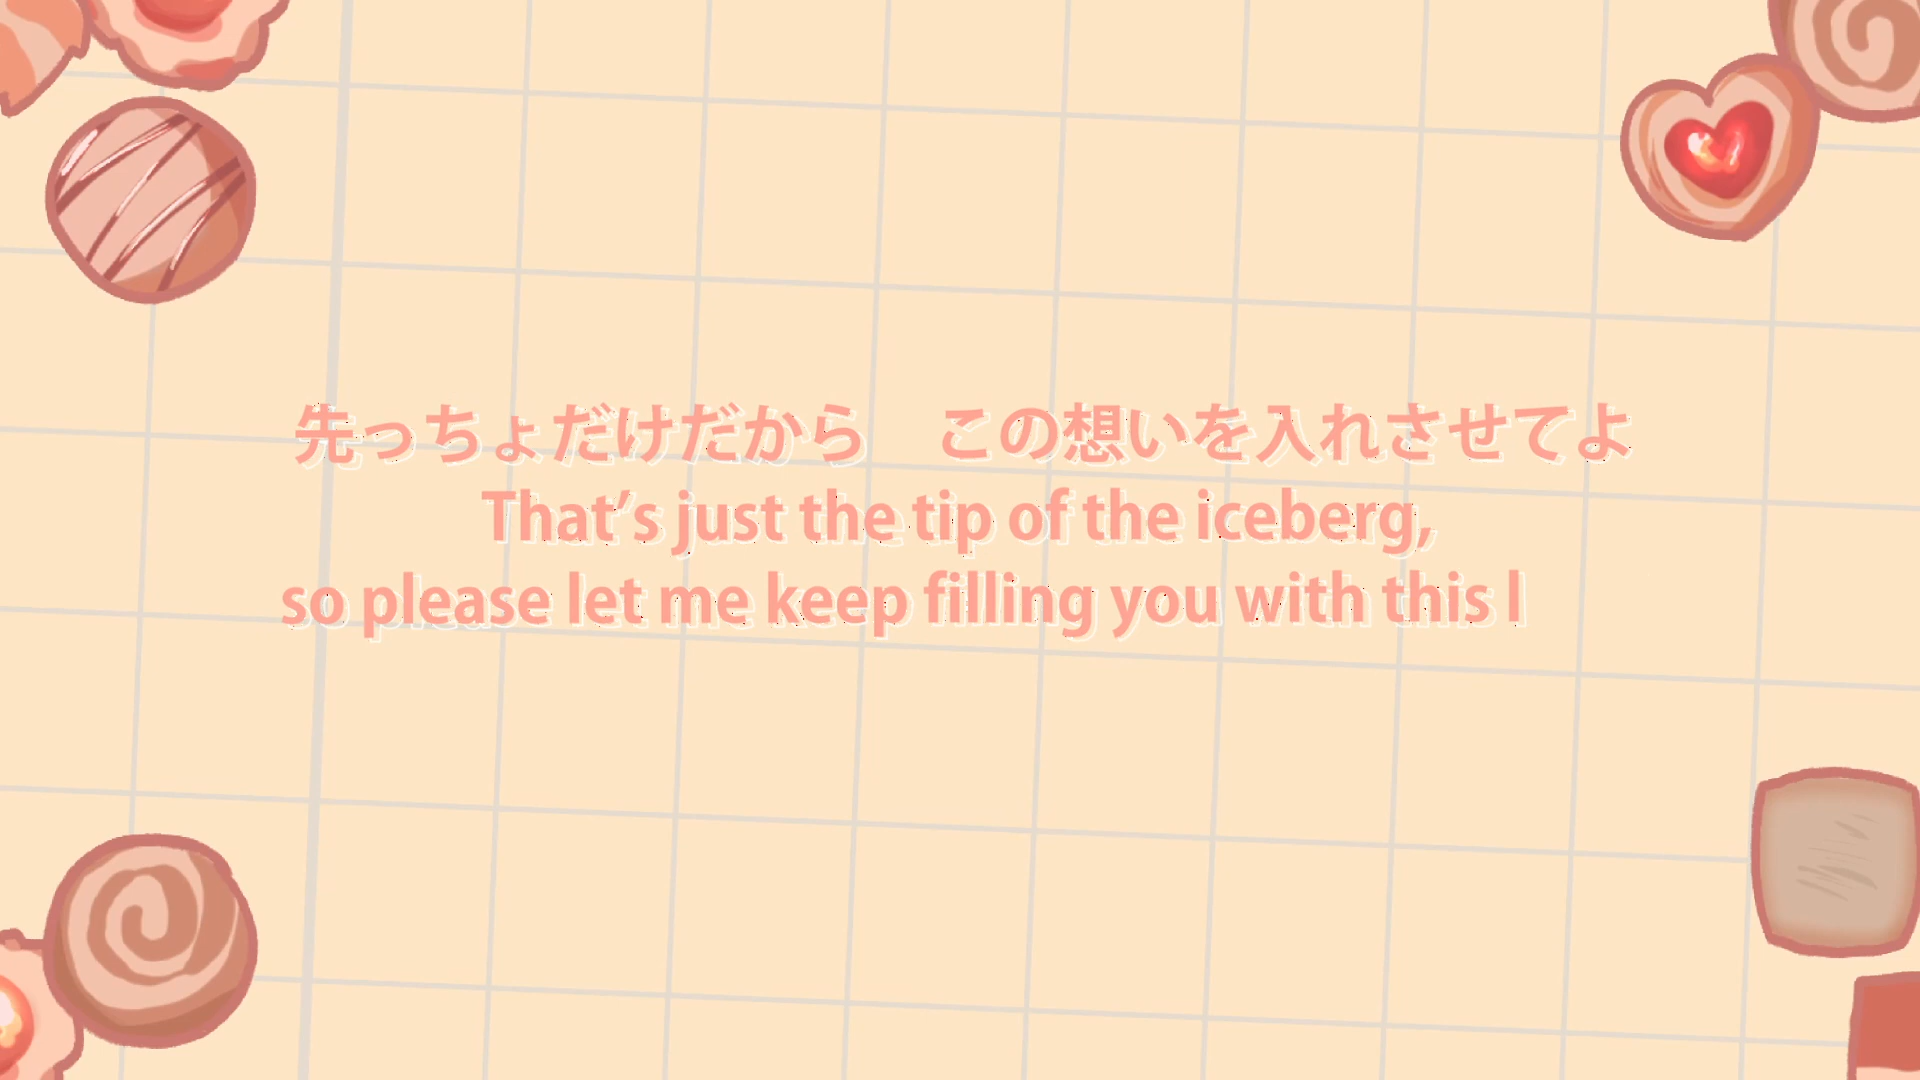 先っちょだけだから　この想いを入れさせてよ
That's just the tip of the iceberg,
so please let me keep filling you with this l